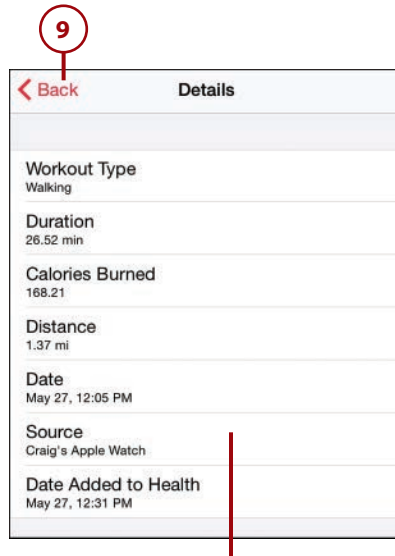 9
Back Details
Workout Type
Walking
Duration
26.52 min
Calories Burned
168.21
Distance
1.37 mi
Date
May 27, 12:05 PM
Source
Craig's Apple Watch
Date Added to Health
May 27, 12:31 PM